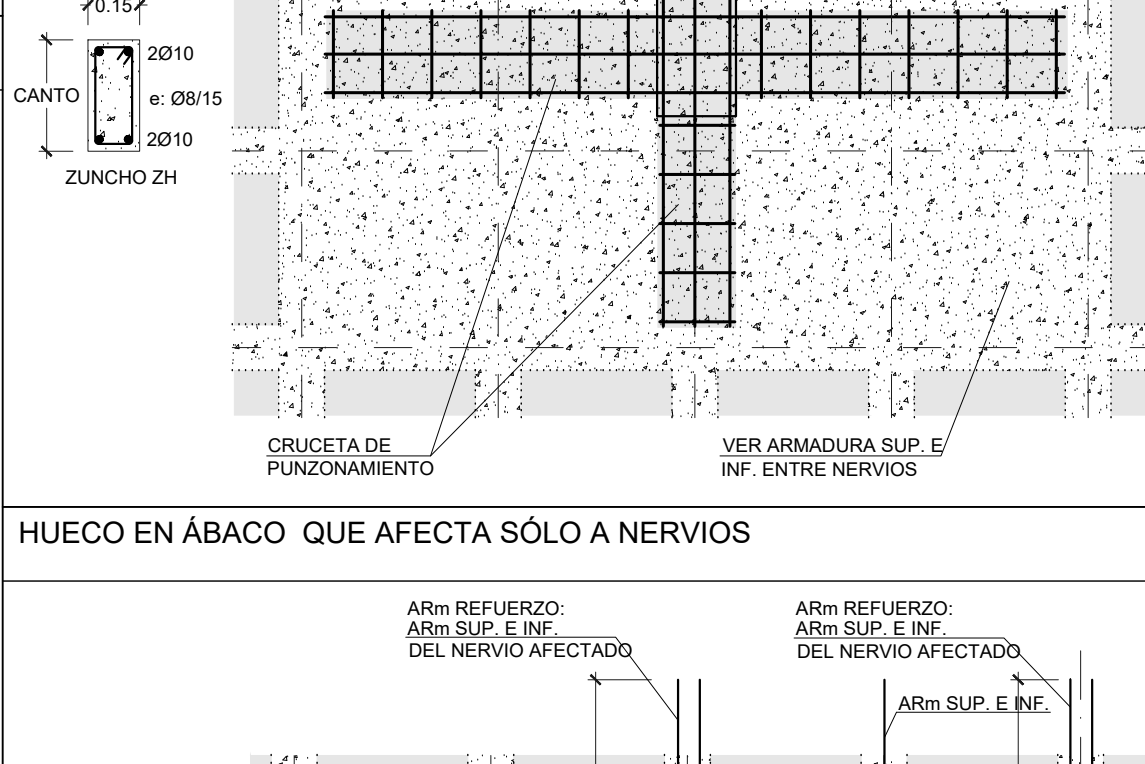 0.15
2Ø10
CANTO
e: Ø8/15
2Ø10
ZUNCHO ZH
CRUCETA DE
PUNZONAMIENTO
VER ARMADURA SUP. E
INF. ENTRE NERVIOS
HUECO EN ÁBACO QUE AFECTA SÓLO A NERVIOS
ARm REFUERZO:
ARm SUP. E INF.
DEL NERVIO AFECTADO
ARm REFUERZO:
ARm SUP. E INF.
DEL NERVIO AFECTADO
ARm SUP. E INF.